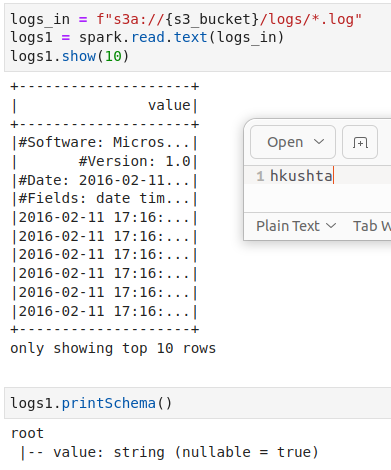 logs_in = f"s3a://{s3_bucket}/logs/*.log"
logs1 = spark.read.text(logs_in)
logs1.show(10)
+--------------------+
|               value|
+--------------------+
|#Software: Micros...|
|       #Version: 1.0|
|#Date: 2016-02-11...|
|#Fields: date tim...|
|2016-02-11 17:16:...|
|2016-02-11 17:16:...|
|2016-02-11 17:16:...|
|2016-02-11 17:16:...|
|2016-02-11 17:16:...|
|2016-02-11 17:16:...|
+--------------------+
only showing top 10 rows
Open
1 hkushta
Plain Text
Tab W
logs1.printSchema()
root
 |-- value: string (nullable = true)